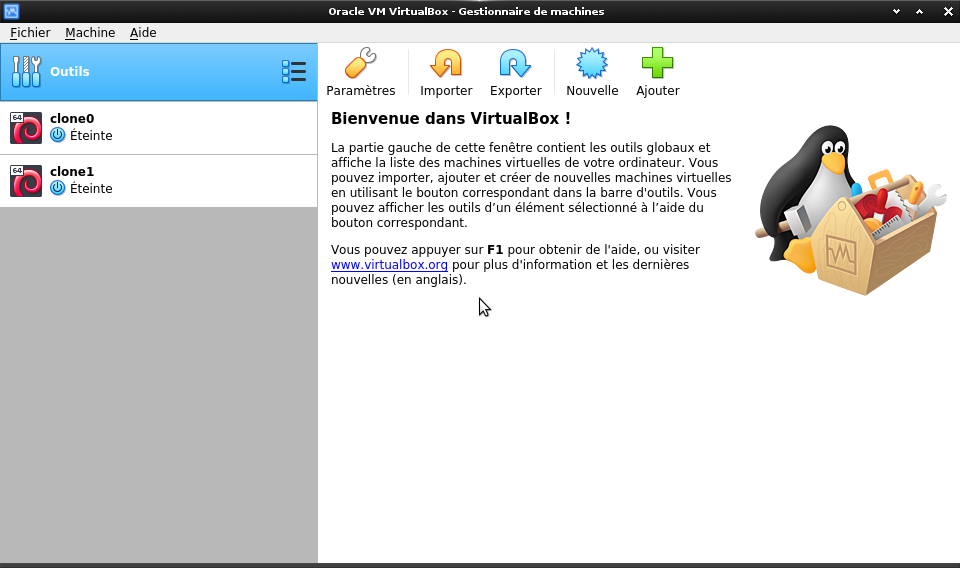 Oracle VM VirtualBox - Gestionnaire de machines
Fichier Machine Aide
Outils
64
clone0
Éteinte
64
clone1
Éteinte
Paramètres Importer Exporter Nouvelle Ajouter
Bienvenue dans VirtualBox !
La partie gauche de cette fenêtre contient les outils globaux et
affiche la liste des machines virtuelles de votre ordinateur. Vous
pouvez importer, ajouter et créer de nouvelles machines virtuelles
en utilisant le bouton correspondant dans la barre d'outils. Vous
pouvez afficher les outils d’un élément sélectionné à l’aide du
bouton correspondant.
Vous pouvez appuyer sur F1 pour obtenir de l'aide, ou visiter
www.virtualbox.org pour plus d'information et les dernières
nouvelles (en anglais).